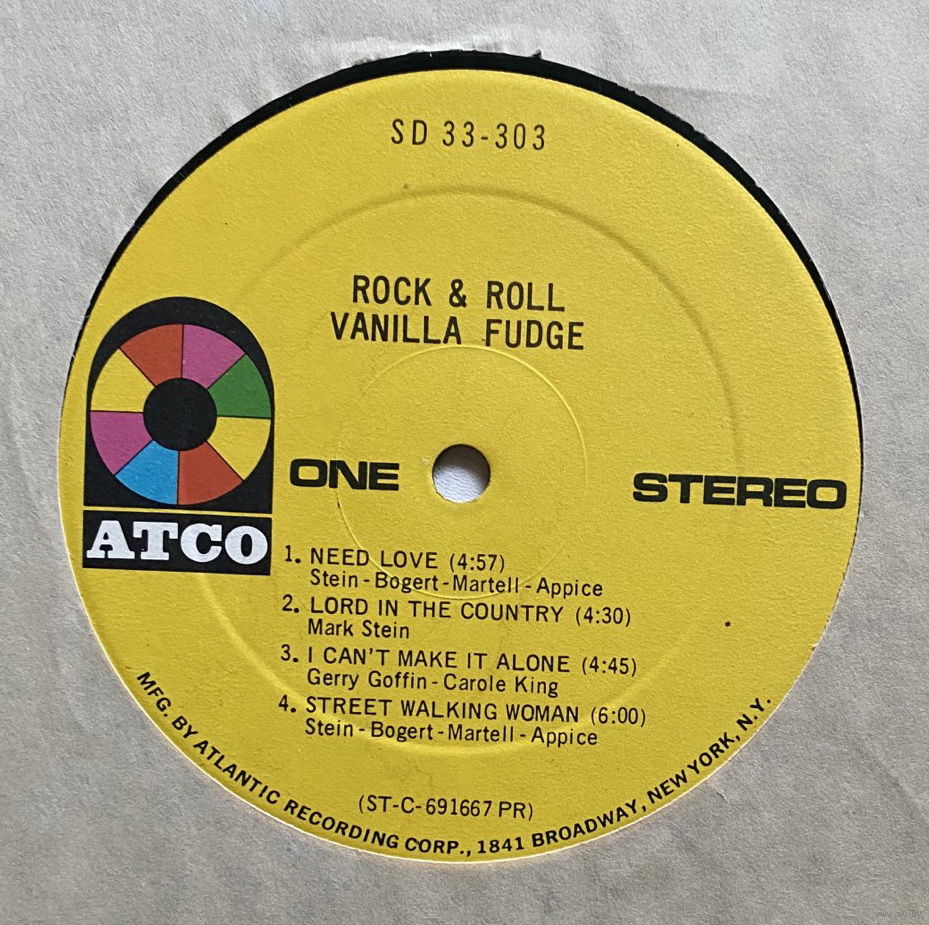 SD 33-303
ROCK & ROLL
VANILLA FUDGE
ONE
STEREO
ATCO
1. NEED LOVE (4:57)
Stein - Bogert - Martell - Appice
2. LORD IN THE COUNTRY (4:30)
Mark Stein
3. I CAN'T MAKE IT ALONE (4:45)
Gerry Goffin - Carole King
4. STREET WALKING WOMAN (6:00)
Stein - Bogert - Martell - Appice
(ST-C-691667 PR)
MFG. BY ATLANTIC RECORDING CORP., 1841 BROADWAY, NEW YORK, N.Y.